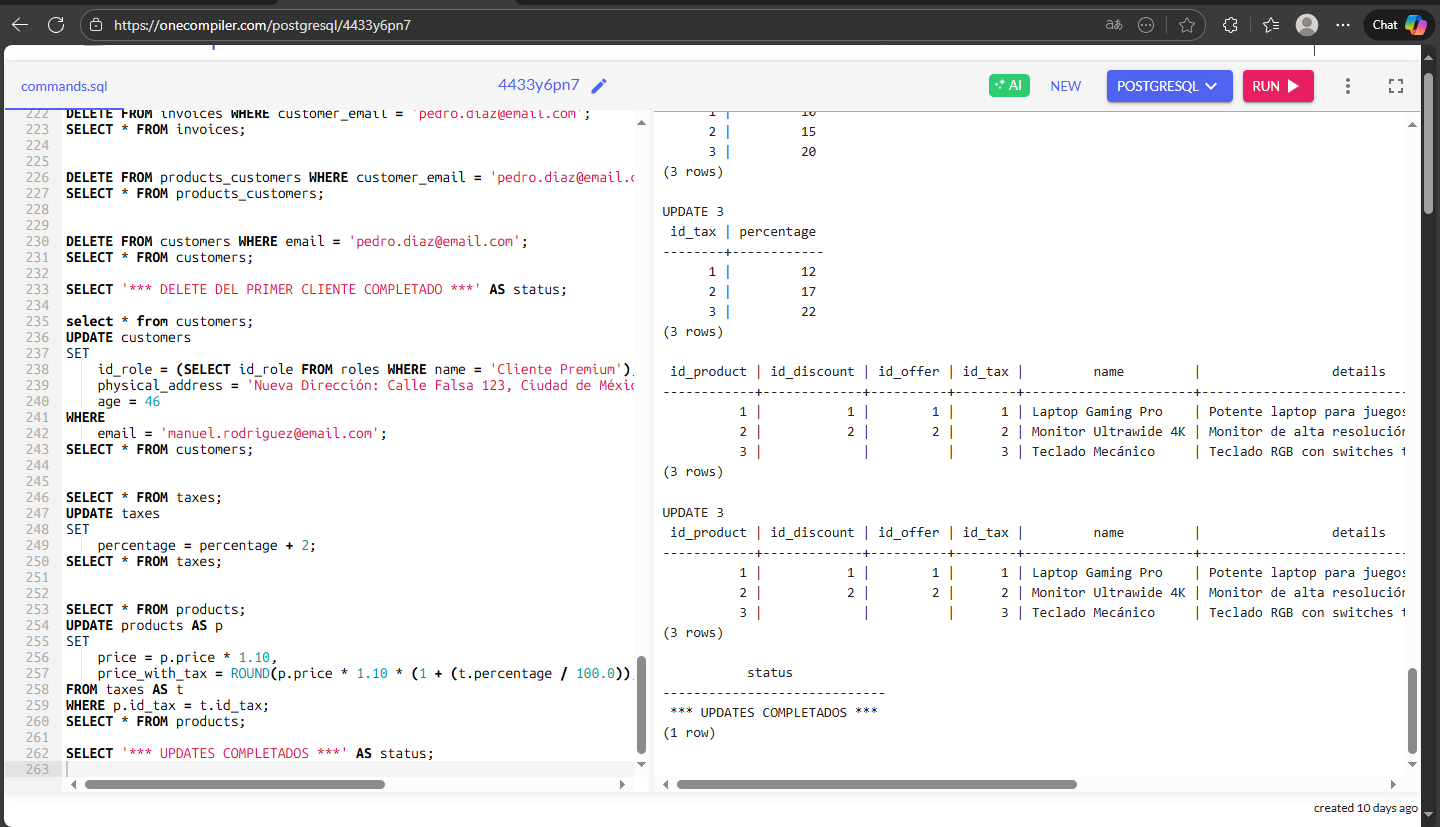 https://onecompiler.com/postgresql/4433y6pn7
Chat
commands.sql
4433y6pn7
AI
NEW
POSTGRESQL
RUN
222 DELETE FROM invoices WHERE customer_email = 'pedro.diaz@email.com';
223 SELECT * FROM invoices;
224
225
226 DELETE FROM products_customers WHERE customer_email = 'pedro.diaz@email.c
227 SELECT * FROM products_customers;
228
229
230 DELETE FROM customers WHERE email = 'pedro.diaz@email.com';
231 SELECT * FROM customers;
232
233 SELECT '*** DELETE DEL PRIMER CLIENTE COMPLETADO ***' AS status;
234
235 select * from customers;
236 UPDATE customers
237 SET
238 id_role = (SELECT id_role FROM roles WHERE name = 'Cliente Premium'),
239 physical_address = 'Nueva Dirección: Calle Falsa 123, Ciudad de Méxic
240 age = 46
241 WHERE
242 email = 'manuel.rodriguez@email.com';
243 SELECT * FROM customers;
244
245
246 SELECT * FROM taxes;
247 UPDATE taxes
248 SET
249 percentage = percentage + 2;
250 SELECT * FROM taxes;
251
252
253 SELECT * FROM products;
254 UPDATE products AS p
255 SET
256 price = p.price * 1.10,
257 price_with_tax = ROUND(p.price * 1.10 * (1 + (t.percentage / 100.0)),
258 FROM taxes AS t
259 WHERE p.id_tax = t.id_tax;
260 SELECT * FROM products;
261
262 SELECT '*** UPDATES COMPLETADOS ***' AS status;
263
1 | 10
2 | 15
3 | 20
(3 rows)
UPDATE 3
id_tax | percentage
--------+------------
1 | 12
2 | 17
3 | 22
(3 rows)
id_product | id_discount | id_offer | id_tax | name | details
------------+-------------+----------+--------+---------------------+-------------------------
1 | 1 | 1 | 1 | Laptop Gaming Pro | Potente laptop para juegos
2 | 2 | 2 | 2 | Monitor Ultrawide 4K | Monitor de alta resolución
3 | | | 3 | Teclado Mecánico | Teclado RGB con switches t
(3 rows)
UPDATE 3
id_product | id_discount | id_offer | id_tax | name | details
------------+-------------+----------+--------+---------------------+-------------------------
1 | 1 | 1 | 1 | Laptop Gaming Pro | Potente laptop para juegos
2 | 2 | 2 | 2 | Monitor Ultrawide 4K | Monitor de alta resolución
3 | | | 3 | Teclado Mecánico | Teclado RGB con switches t
(3 rows)
status
-----------------------------
*** UPDATES COMPLETADOS ***
(1 row)
created 10 days ago